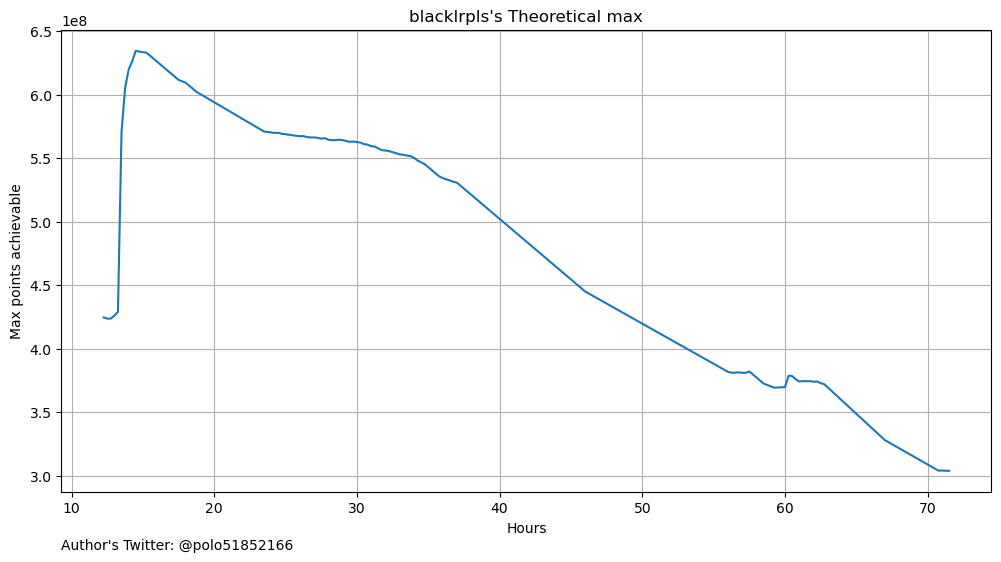 blacklrpls's Theoretical max
1e8
6.5
6.0
5.5
5.0
4.5
4.0
3.5
3.0
Max points achievable
10 20 30 40 50 60 70
Hours
Author's Twitter: @polo51852166